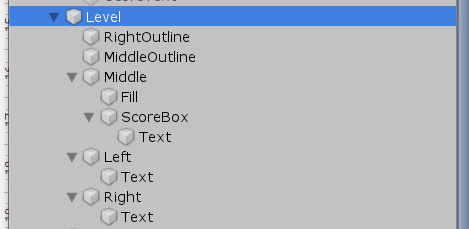 Level
RightOutline
MiddleOutline
Middle
Fill
ScoreBox
Text
Left
Text
Right
Text